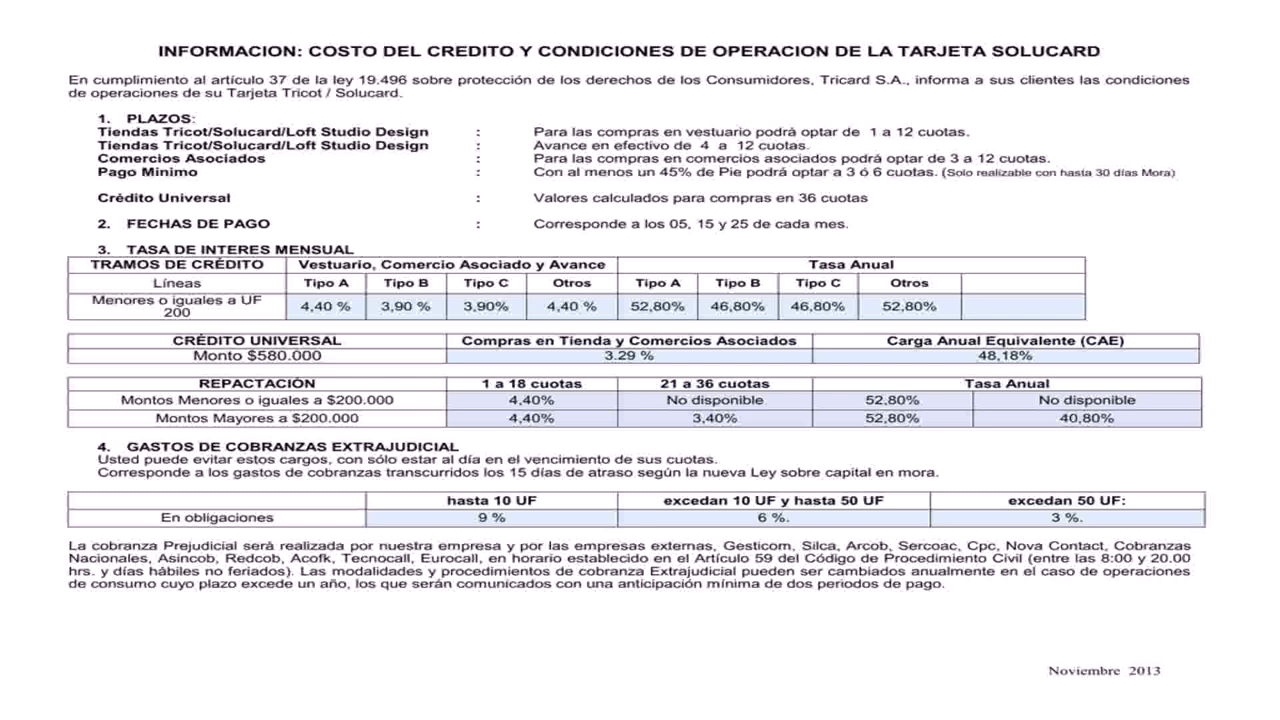 INFORMACION: COSTO DEL CREDITO Y CONDICIONES DE OPERACION DE LA TARJETA SOLUCARD
En cumplimiento al artículo 37 de la ley 19.496 sobre protección de los derechos de los Consumidores, Tricard S.A., informa a sus clientes las condiciones
de operaciones de su Tarjeta Tricot / Solucard.
1. PLAZOS:
Tiendas Tricot/Solucard/Loft Studio Design : Para las compras en vestuario podrá optar de 1 a 12 cuotas.
Tiendas Tricot/Solucard/Loft Studio Design : Avance en efectivo de 4 a 12 cuotas.
Comercios Asociados : Para las compras en comercios asociados podrá optar de 3 a 12 cuotas.
Pago Minimo : Con al menos un 45% de Pie podrá optar a 3 ó 6 cuotas. (Solo realizable con hasta 30 días Mora)
Crédito Universal : Valores calculados para compras en 36 cuotas
2. FECHAS DE PAGO : Corresponde a los 05, 15 y 25 de cada mes.
3. TASA DE INTERES MENSUAL
TRAMOS DE CRÉDITO Vestuario, Comercio Asociado y Avance Tasa Anual
Líneas Tipo A Tipo B Tipo C Otros Tipo A Tipo B Tipo C Otros
Menores o iguales a UF
200 4,40 % 3,90 % 3,90% 4,40 % 52,80% 46,80% 46,80% 52,80%
CRÉDITO UNIVERSAL Compras en Tienda y Comercios Asociados Carga Anual Equivalente (CAE)
Monto $580.000 3.29 % 48,18%
REPACTACIÓN 1 a 18 cuotas 21 a 36 cuotas Tasa Anual
Montos Menores o iguales a $200.000 4,40% No disponible 52,80% No disponible
Montos Mayores a $200.000 4,40% 3,40% 52,80% 40,80%
4. GASTOS DE COBRANZAS EXTRAJUDICIAL
Usted puede evitar estos cargos, con sólo estar al día en el vencimiento de sus cuotas.
Corresponde a los gastos de cobranzas transcurridos los 15 días de atraso según la nueva Ley sobre capital en mora.
hasta 10 UF excedan 10 UF y hasta 50 UF excedan 50 UF:
En obligaciones 9 % 6 %. 3 %.
La cobranza Prejudicial será realizada por nuestra empresa y por las empresas externas, Gesticom, Silca, Arcob, Sercoac, Cpc, Nova Contact, Cobranzas
Nacionales, Asincob, Redcob, Acofk, Tecnocall, Eurocall, en horario establecido en el Artículo 59 del Código de Procedimiento Civil (entre las 8:00 y 20.00
hrs. y días hábiles no feriados). Las modalidades y procedimientos de cobranza Extrajudicial pueden ser cambiados anualmente en el caso de operaciones
de consumo cuyo plazo excede un año, los que serán comunicados con una anticipación mínima de dos periodos de pago.
Noviembre 2013